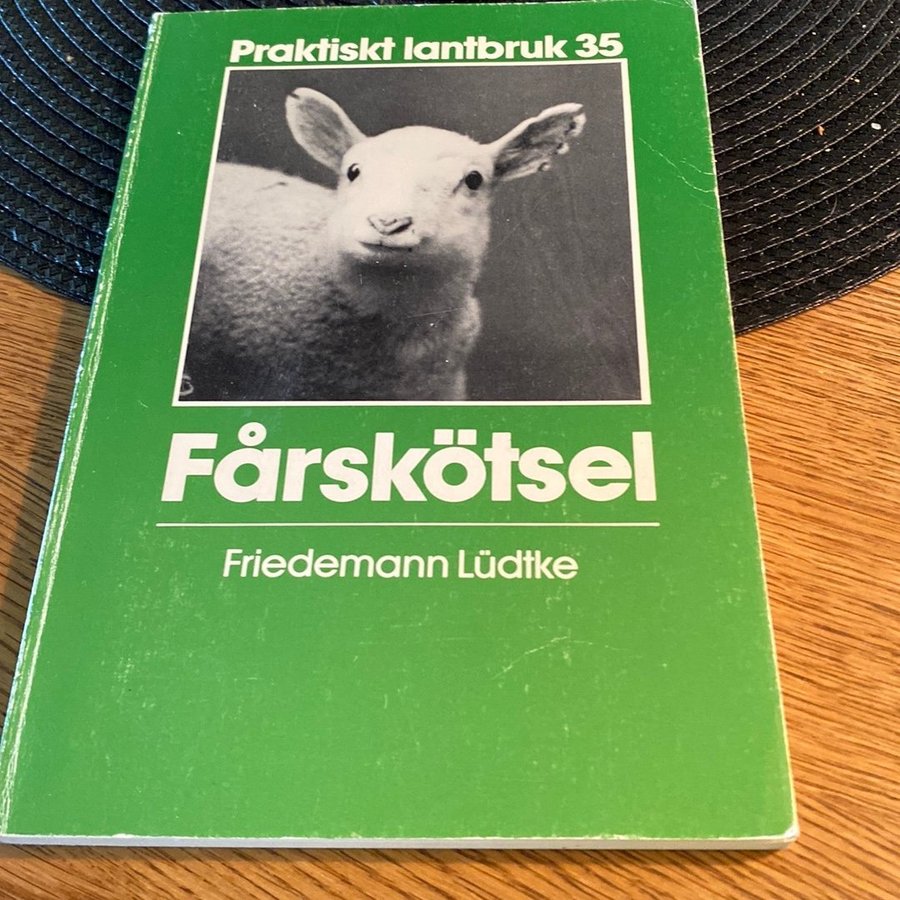 Praktiskt lantbruk 35
Fårskötsel
Friedemann Lüdtke